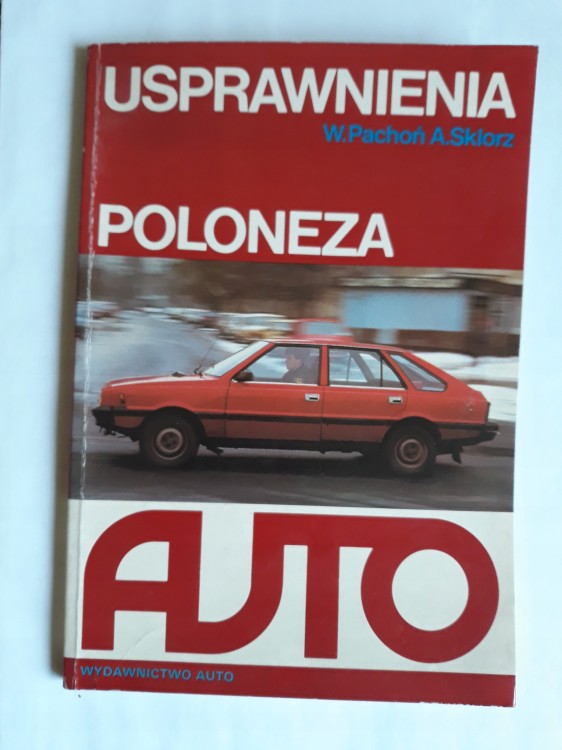 USPRAWNIENIA
W.Pachoń A.Sklorz
POLONEZA
AUTO
WYDAWNICTWO AUTO